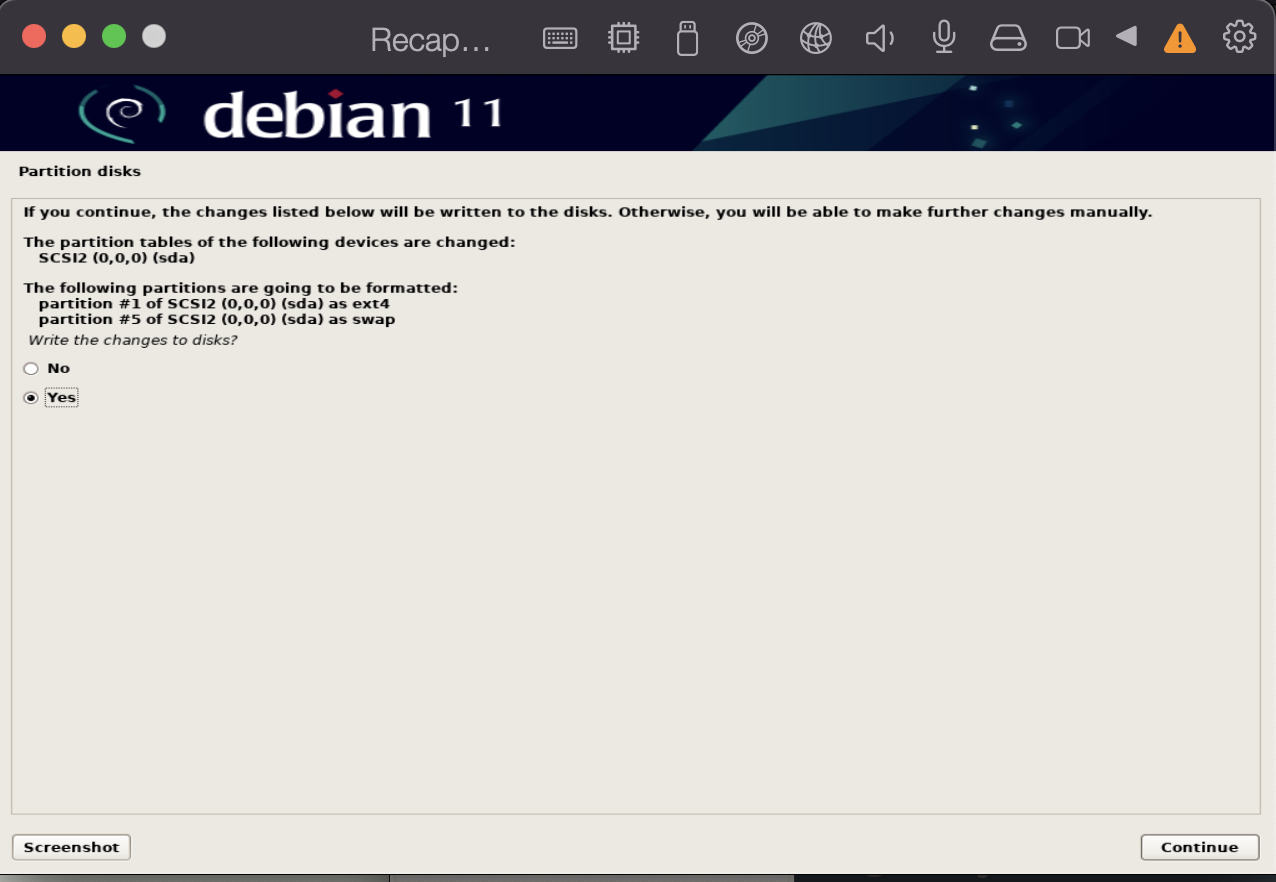 Recap...
debian 11
Partition disks
If you continue, the changes listed below will be written to the disks. Otherwise, you will be able to make further changes manually.
The partition tables of the following devices are changed:
SCSI2 (0,0,0) (sda)
The following partitions are going to be formatted:
partition #1 of SCSI2 (0,0,0) (sda) as ext4
partition #5 of SCSI2 (0,0,0) (sda) as swap
Write the changes to disks?
No
Yes
Screenshot
Continue